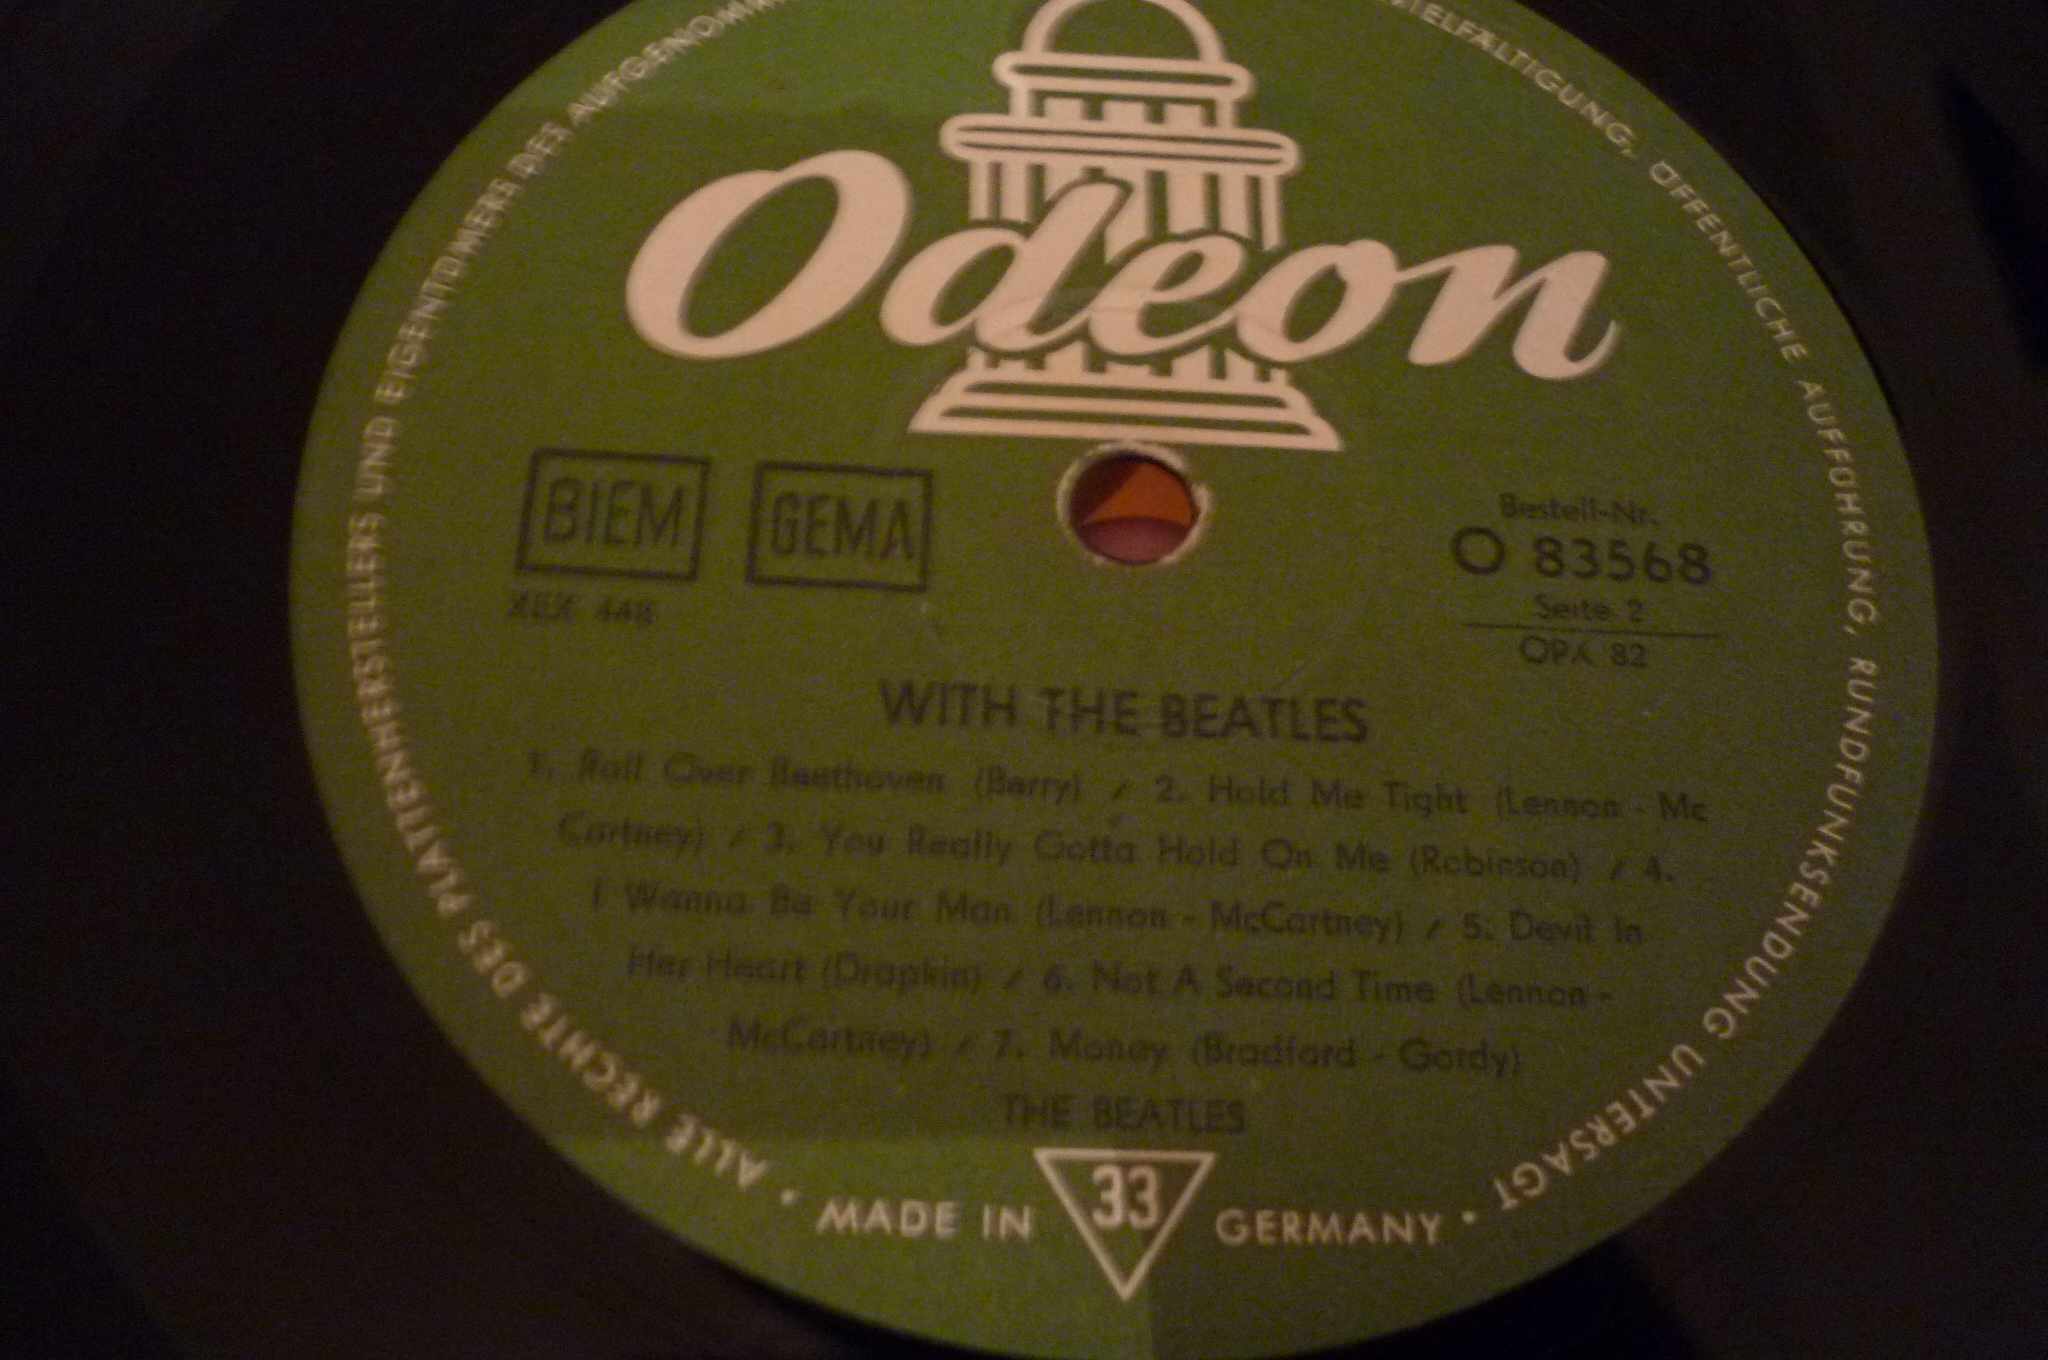 Odeon
BIEM
GEMA
XEX 448
Bestell-Nr.
O 83568
Seite 2
OPX 82
WITH THE BEATLES
1. Roll Over Beethoven (Berry) / 2. Hold Me Tight (Lennon - Mc
Cartney) / 3. You Really Gotta Hold On Me (Robinson) / 4.
I Wanna Be Your Man (Lennon - McCartney) / 5. Devil In
Her Heart (Drapkin) / 6. Not A Second Time (Lennon -
McCartney) / 7. Money (Bradford - Gordy)
THE BEATLES
33
MADE IN GERMANY •
• ALLE RECHTE DES PLATTENHERSTELLERS UND EIGENTÜMERS DES
ÖFFENTLICHE AUFFÜHRUNG, RUNDFUNKSENDUNG UNTERSAGT